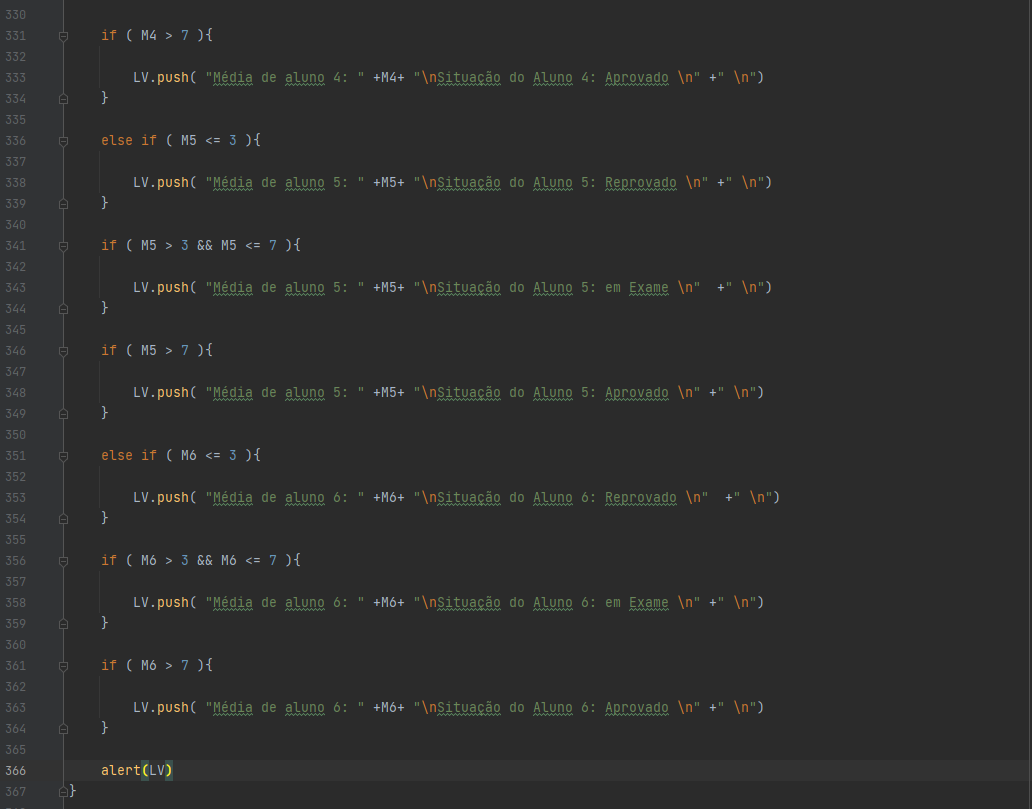 330
331 if ( M4 > 7 ){
332
333 LV.push( "Média de aluno 4: " +M4+ "\nSituação do Aluno 4: Aprovado \n" +" \n")
334 }
335
336 else if ( M5 <= 3 ){
337
338 LV.push( "Média de aluno 5: " +M5+ "\nSituação do Aluno 5: Reprovado \n" +" \n")
339 }
340
341 if ( M5 > 3 && M5 <= 7 ){
342
343 LV.push( "Média de aluno 5: " +M5+ "\nSituação do Aluno 5: em Exame \n"  +" \n")
344 }
345
346 if ( M5 > 7 ){
347
348 LV.push( "Média de aluno 5: " +M5+ "\nSituação do Aluno 5: Aprovado \n" +" \n")
349 }
350
351 else if ( M6 <= 3 ){
352
353 LV.push( "Média de aluno 6: " +M6+ "\nSituação do Aluno 6: Reprovado \n"  +" \n")
354 }
355
356 if ( M6 > 3 && M6 <= 7 ){
357
358 LV.push( "Média de aluno 6: " +M6+ "\nSituação do Aluno 6: em Exame \n" +" \n")
359 }
360
361 if ( M6 > 7 ){
362
363 LV.push( "Média de aluno 6: " +M6+ "\nSituação do Aluno 6: Aprovado \n" +" \n")
364 }
365
366 alert(LV)
367 }